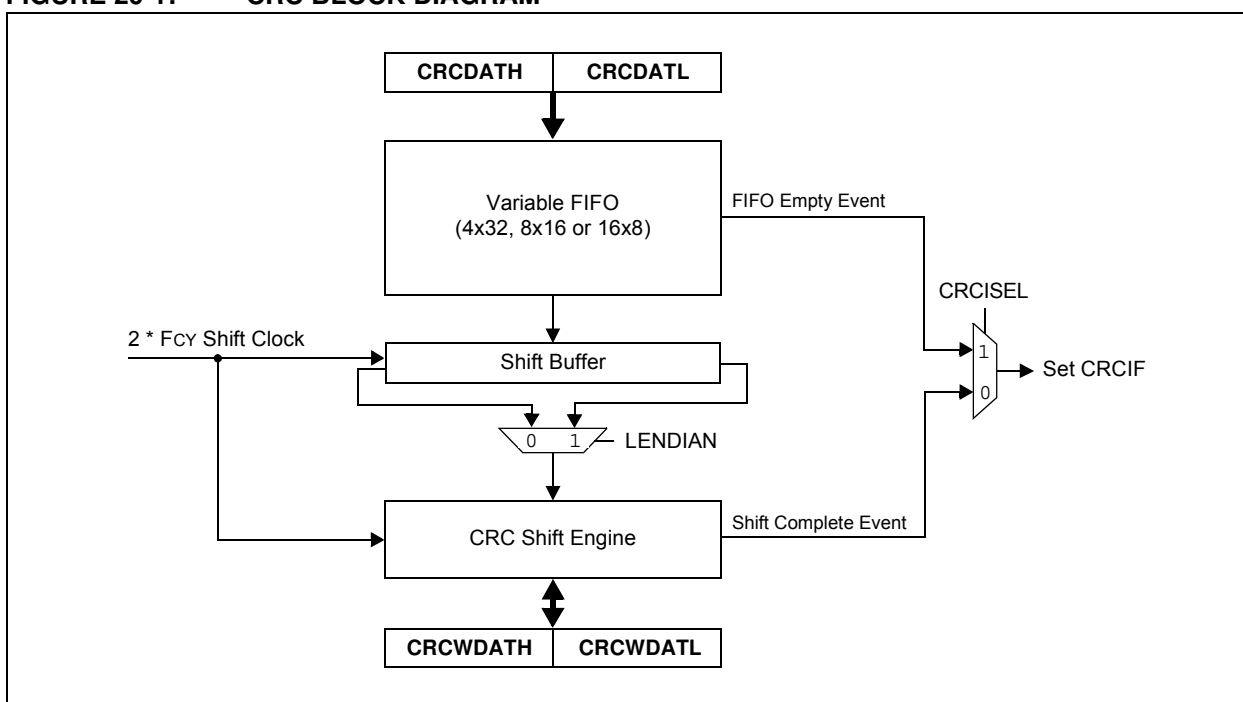 CRCDATH CRCDATL
Variable FIFO
(4x32, 8x16 or 16x8)
FIFO Empty Event
CRCISEL
2 * FCY Shift Clock
1
Shift Buffer
Set CRCIF
0
0 1 LENDIAN
Shift Complete Event
CRC Shift Engine
CRCWDATH CRCWDATL